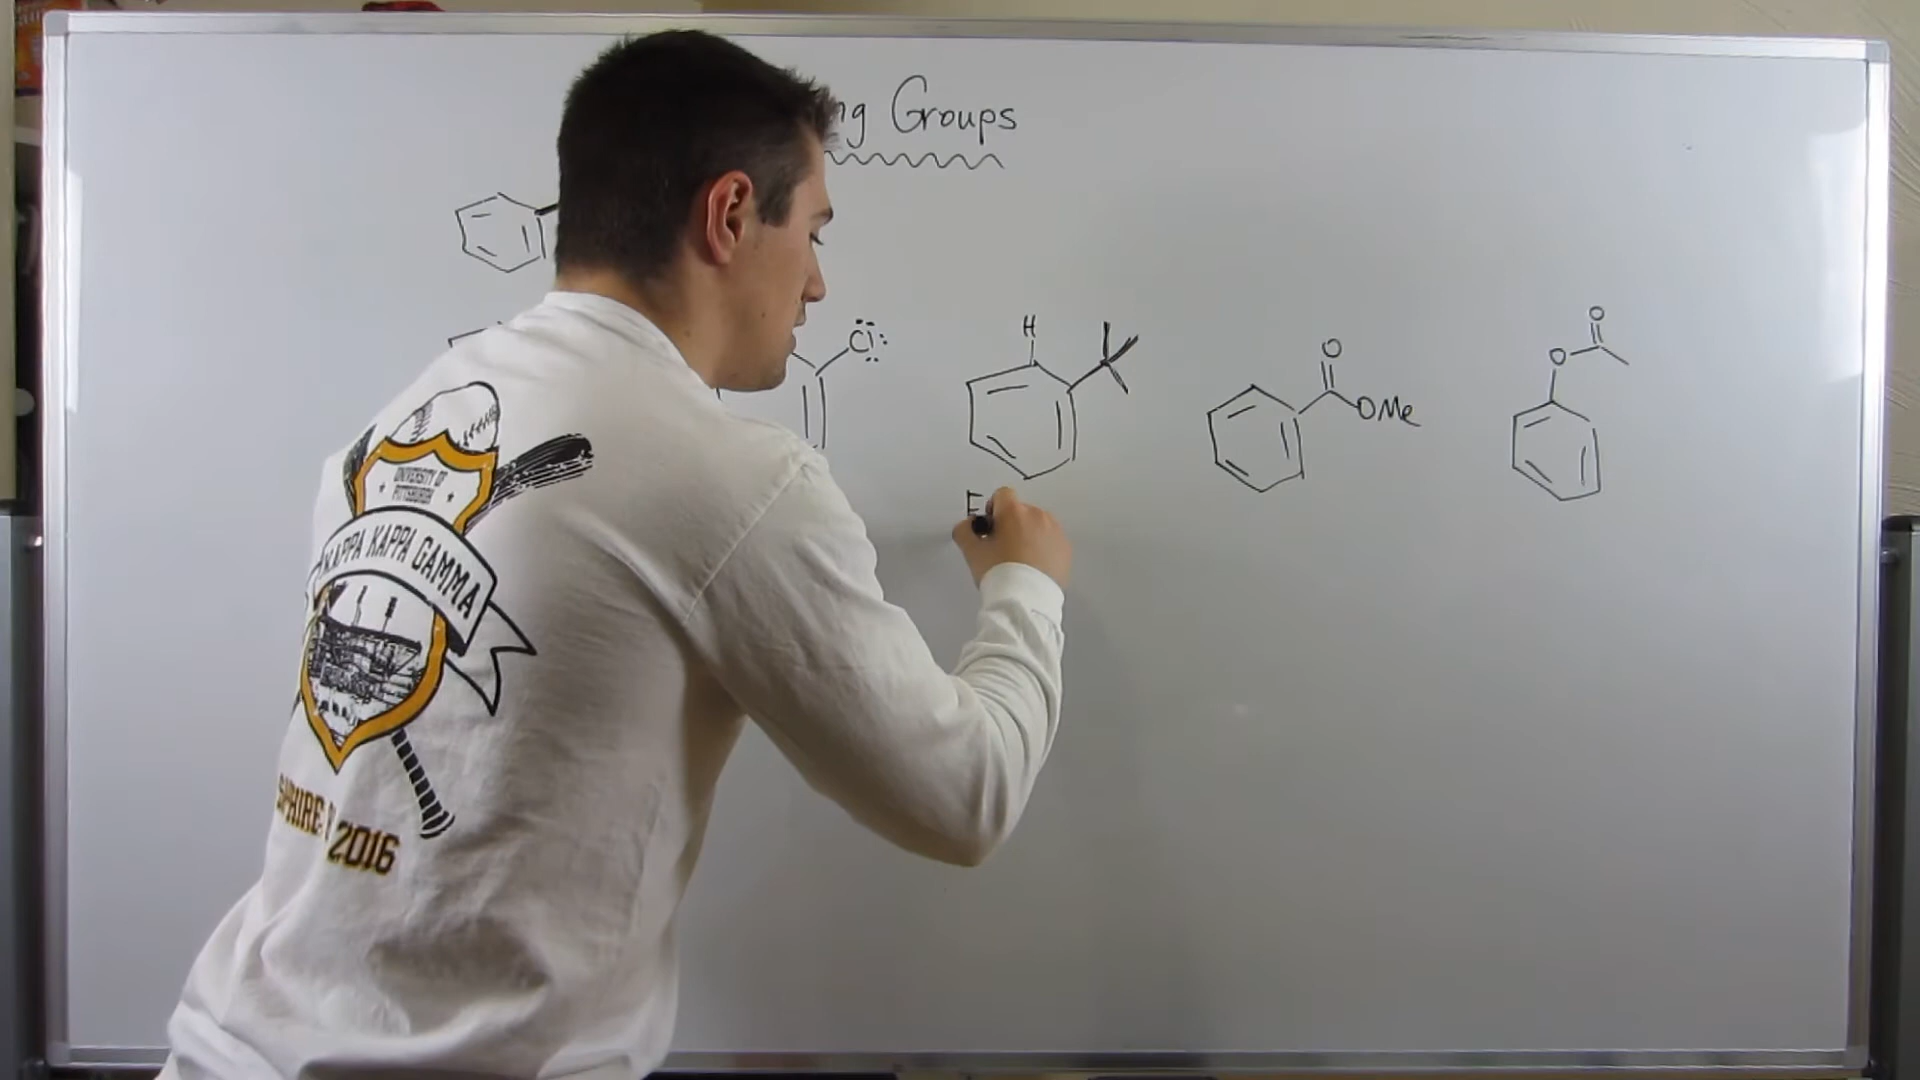 ng Groups
Cl
H
O
OMe
O
O
E
UNIVERSITY OF
PITTSBURGH
KAPPA KAPPA GAMMA
2016